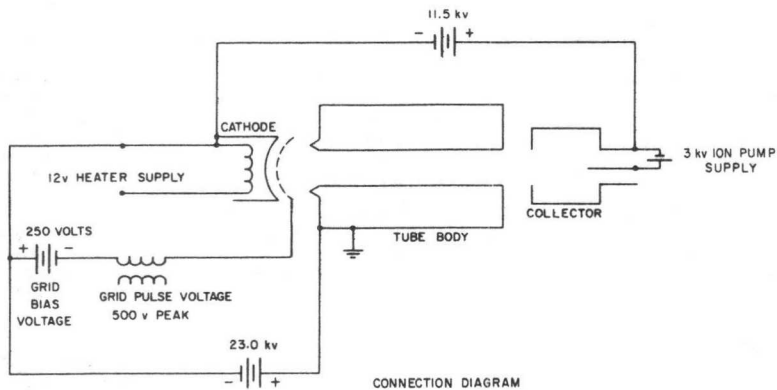 11.5 kv
- +
CATHODE
12v HEATER SUPPLY
3 kv ION PUMP
SUPPLY
COLLECTOR
TUBE BODY
250 VOLTS
+ -
GRID
BIAS
VOLTAGE
GRID PULSE VOLTAGE
500 v PEAK
23.0 kv
- +
CONNECTION DIAGRAM